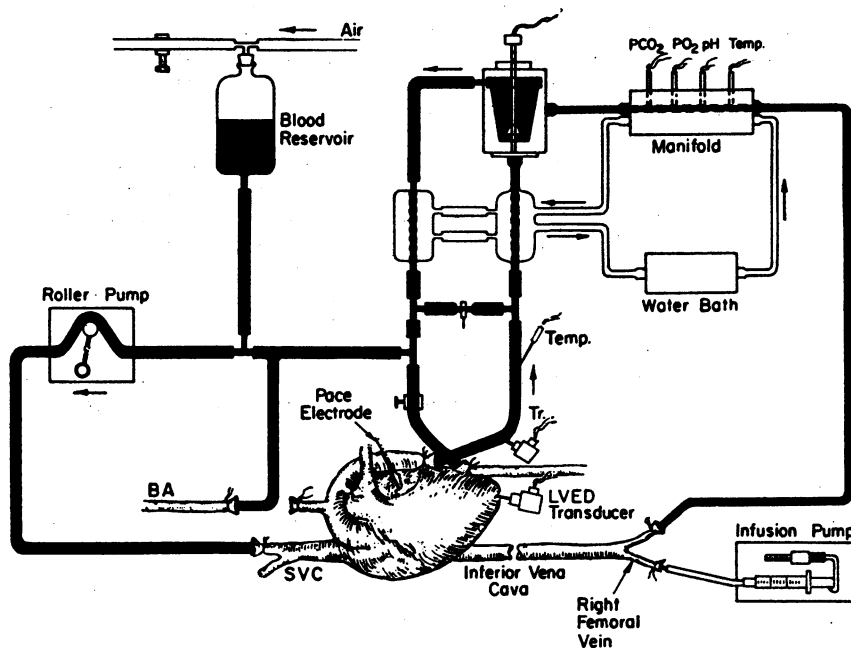 Air
PCO2 PO2 pH Temp.
Blood
Reservoir
Manifold
Roller Pump
Water Bath
Temp.
Pace
Electrode
Tr.
BA
LVED
Transducer
Infusion Pump
SVC
Inferior Vena
Cava
Right
Femoral
Vein